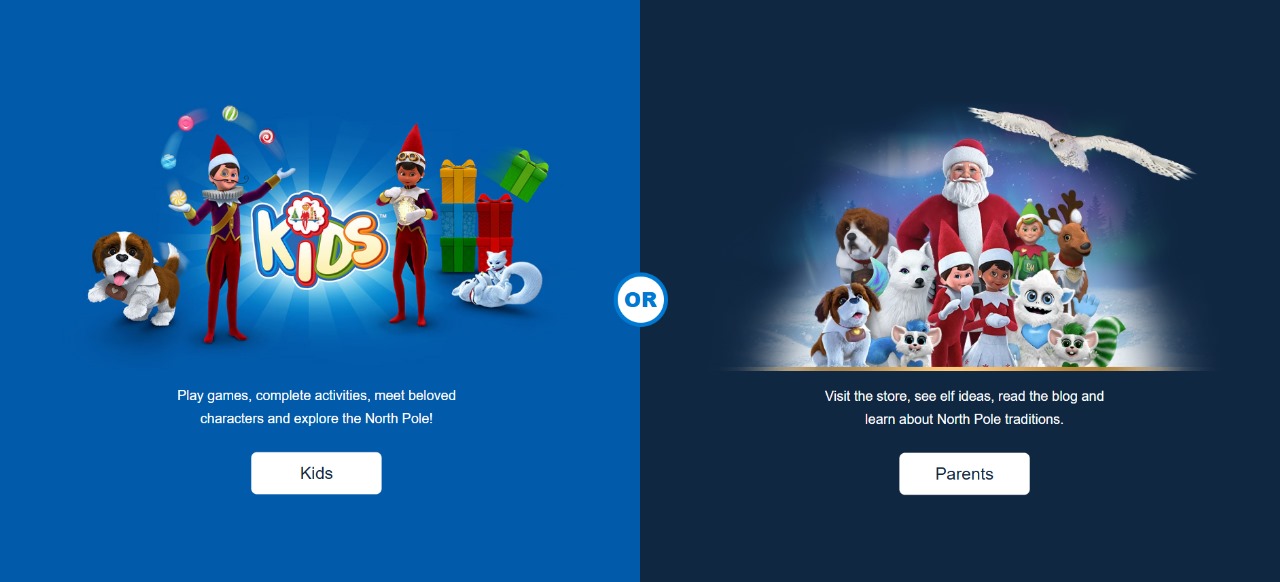 KiDS™
Play games, complete activities, meet beloved
characters and explore the North Pole!
Kids
OR
Visit the store, see elf ideas, read the blog and
learn about North Pole traditions.
Parents